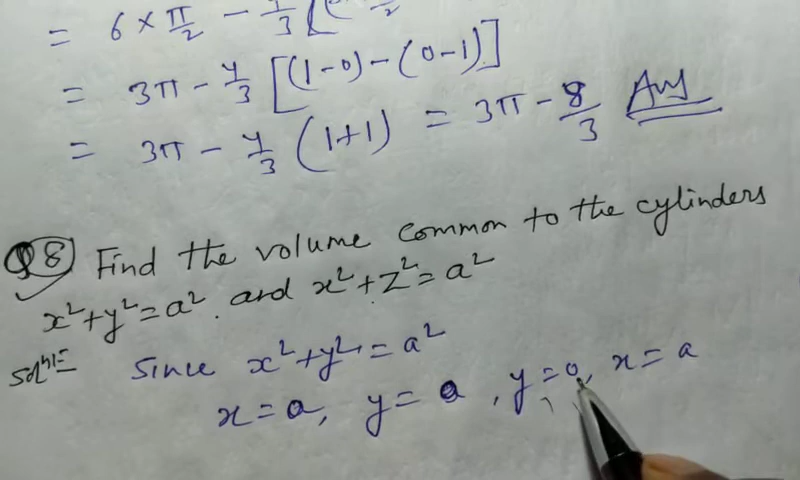 = 6 × π/2 - 4/3 [
= 3π - 4/3 [(1-0) - (0-1)]
= 3π - 4/3 (1+1) = 3π - 8/3 Ans
Q8 Find the volume common to the cylinders
x²+y²=a². and x²+z²=a²
Solⁿ= Since x²+y²=a²
x=a, y=a, y=0, x=a